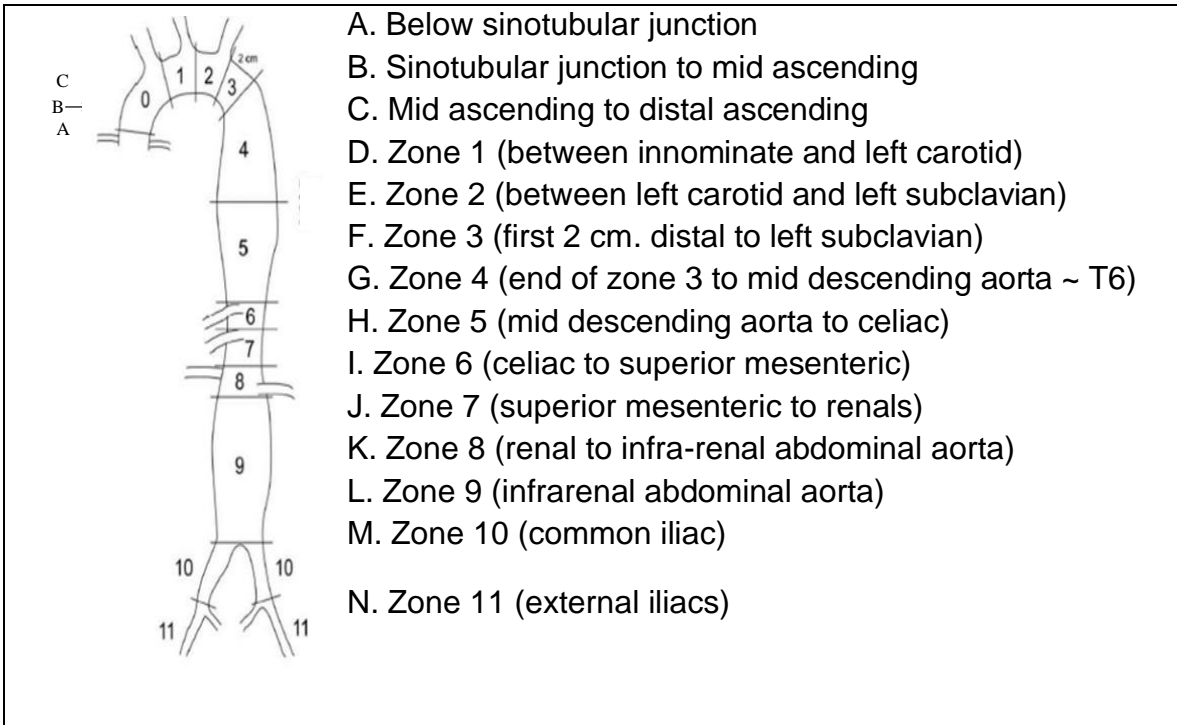 A. Below sinotubular junction
B. Sinotubular junction to mid ascending
C. Mid ascending to distal ascending
D. Zone 1 (between innominate and left carotid)
E. Zone 2 (between left carotid and left subclavian)
F. Zone 3 (first 2 cm. distal to left subclavian)
G. Zone 4 (end of zone 3 to mid descending aorta ~ T6)
H. Zone 5 (mid descending aorta to celiac)
I. Zone 6 (celiac to superior mesenteric)
J. Zone 7 (superior mesenteric to renals)
K. Zone 8 (renal to infra-renal abdominal aorta)
L. Zone 9 (infrarenal abdominal aorta)
M. Zone 10 (common iliac)
N. Zone 11 (external iliacs)
C
B—
A
0
1
2
2 cm
3
4
5
6
7
8
9
10
10
11
11